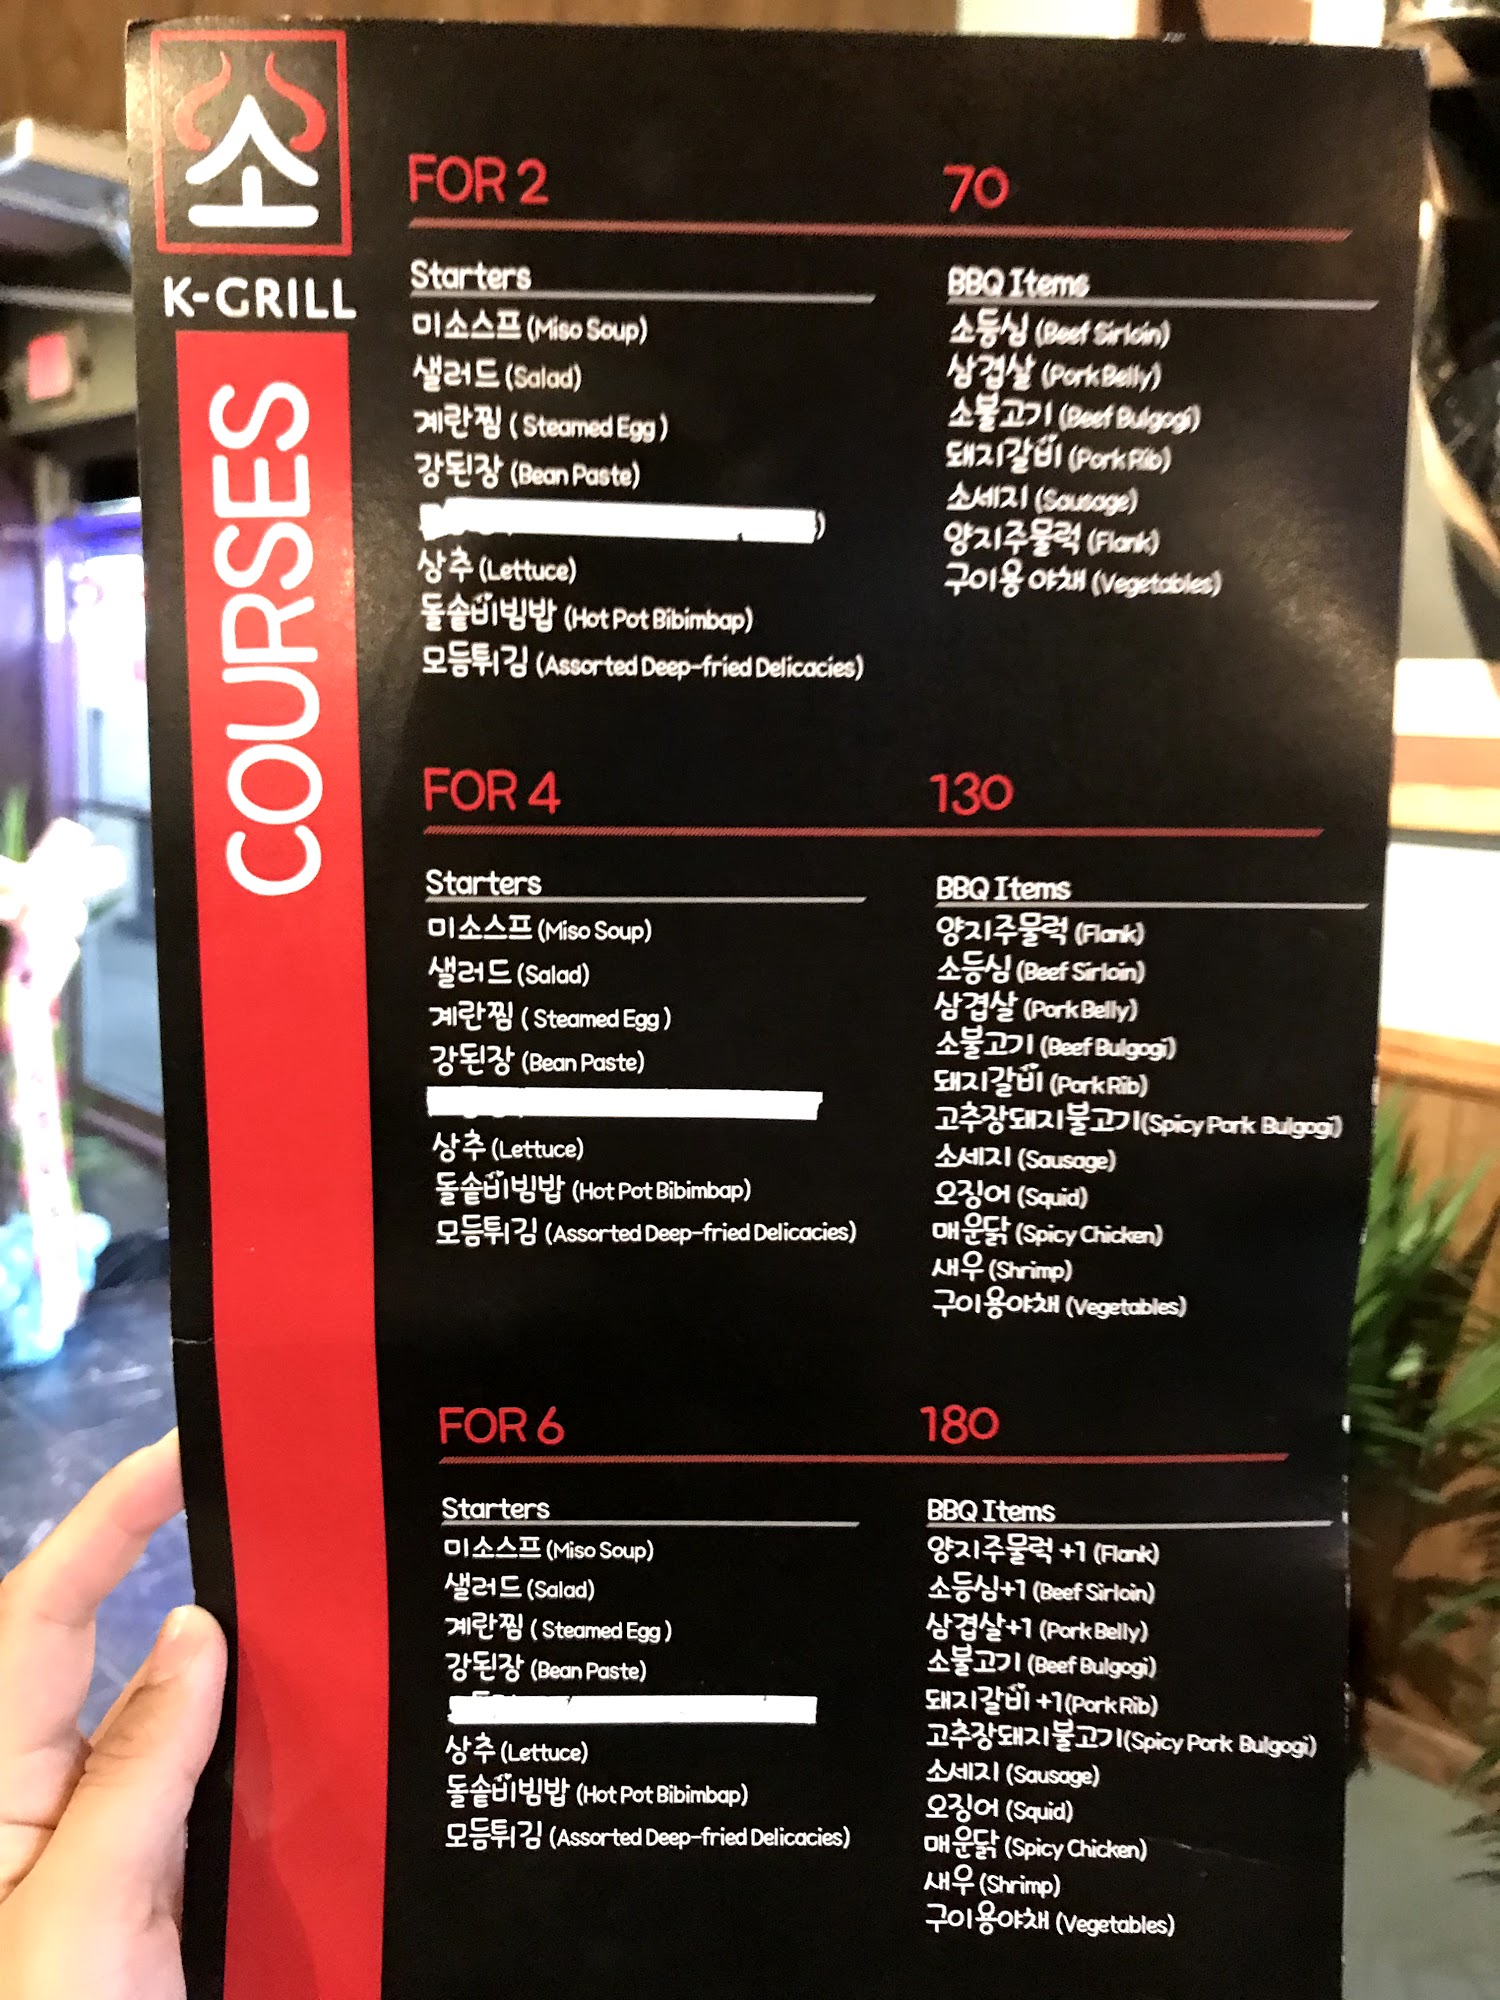 소
K-GRILL
COURSES
FOR 2 70
Starters
미소스프 (Miso Soup)
샐러드 (Salad)
계란찜 ( Steamed Egg )
강된장 (Bean Paste)
)
상추 (Lettuce)
돌솥비빔밥 (Hot Pot Bibimbap)
모듬튀김 (Assorted Deep-fried Delicacies)
BBQ Items
소등심 (Beef Sirloin)
삼겹살 (Pork Belly)
소불고기 (Beef Bulgogi)
돼지갈비 (Pork Rib)
소세지 (Sausage)
양지주물럭 (Flank)
구이용 야채 (Vegetables)
FOR 4 130
Starters
미소스프 (Miso Soup)
샐러드 (Salad)
계란찜 ( Steamed Egg )
강된장 (Bean Paste)
상추 (Lettuce)
돌솥비빔밥 (Hot Pot Bibimbap)
모듬튀김 (Assorted Deep-fried Delicacies)
BBQ Items
양지주물럭 (Flank)
소등심 (Beef Sirloin)
삼겹살 (Pork Belly)
소불고기 (Beef Bulgogi)
돼지갈비 (Pork Rib)
고추장돼지불고기(Spicy Pork Bulgogi)
소세지 (Sausage)
오징어 (Squid)
매운닭 (Spicy Chicken)
새우 (Shrimp)
구이용야채 (Vegetables)
FOR 6 180
Starters
미소스프 (Miso Soup)
샐러드 (Salad)
계란찜 ( Steamed Egg )
강된장 (Bean Paste)
상추 (Lettuce)
돌솥비빔밥 (Hot Pot Bibimbap)
모듬튀김 (Assorted Deep-fried Delicacies)
BBQ Items
양지주물럭 +1 (Flank)
소등심+1 (Beef Sirloin)
삼겹살+1 (Pork Belly)
소불고기 (Beef Bulgogi)
돼지갈비 +1(Pork Rib)
고추장돼지불고기(Spicy Pork Bulgogi)
소세지 (Sausage)
오징어 (Squid)
매운닭 (Spicy Chicken)
새우 (Shrimp)
구이용야채 (Vegetables)